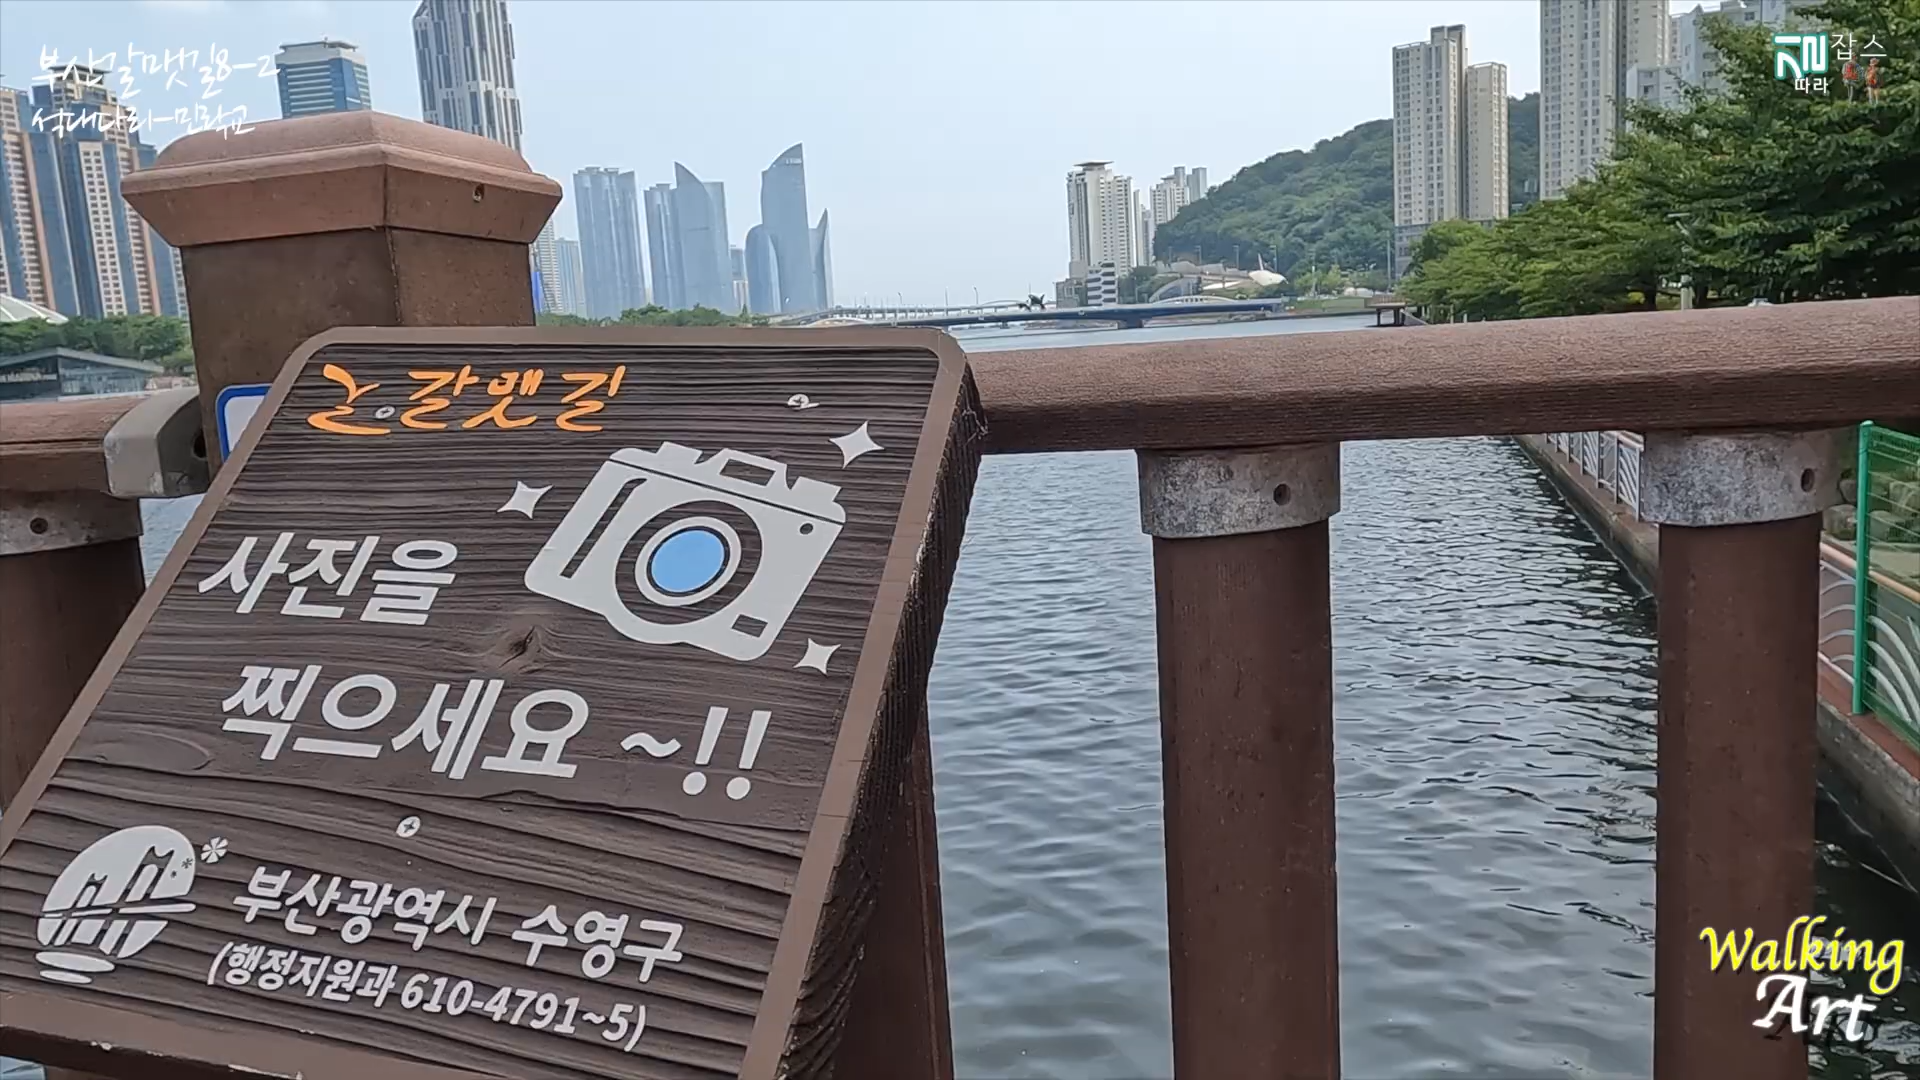 부산갈맷길8-2
석대다리-민락교
잡스
따라
갈맷길
사진을
찍으세요 ~!!
부산광역시 수영구
(행정지원과 610-4791~5)
Walking
Art